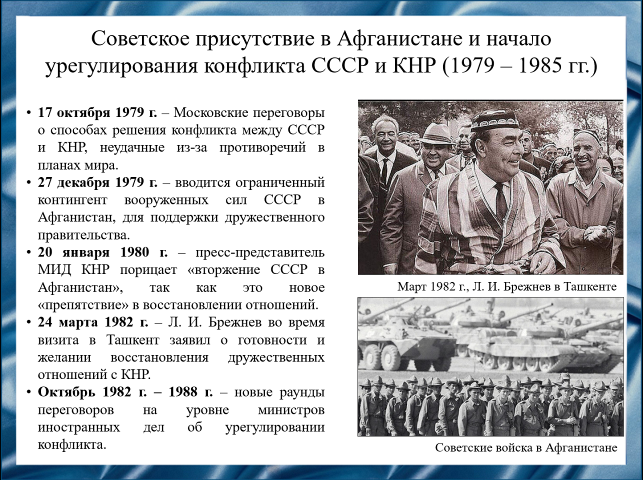 Советское присутствие в Афганистане и начало
урегулирования конфликта СССР и КНР (1979 – 1985 гг.)
• 17 октября 1979 г. – Московские переговоры
о способах решения конфликта между СССР
и КНР, неудачные из-за противоречий в
планах мира.
• 27 декабря 1979 г. – вводится ограниченный
контингент вооруженных сил СССР в
Афганистан, для поддержки дружественного
правительства.
• 20 января 1980 г. – пресс-представитель
МИД КНР порицает «вторжение СССР в
Афганистан», так как это новое
«препятствие» в восстановлении отношений.
• 24 марта 1982 г. – Л. И. Брежнев во время
визита в Ташкент заявил о готовности и
желании восстановления дружественных
отношений с КНР.
• Октябрь 1982 г. – 1988 г. – новые раунды
переговоров на уровне министров
иностранных дел об урегулировании
конфликта.
Март 1982 г., Л. И. Брежнев в Ташкенте
Советские войска в Афганистане